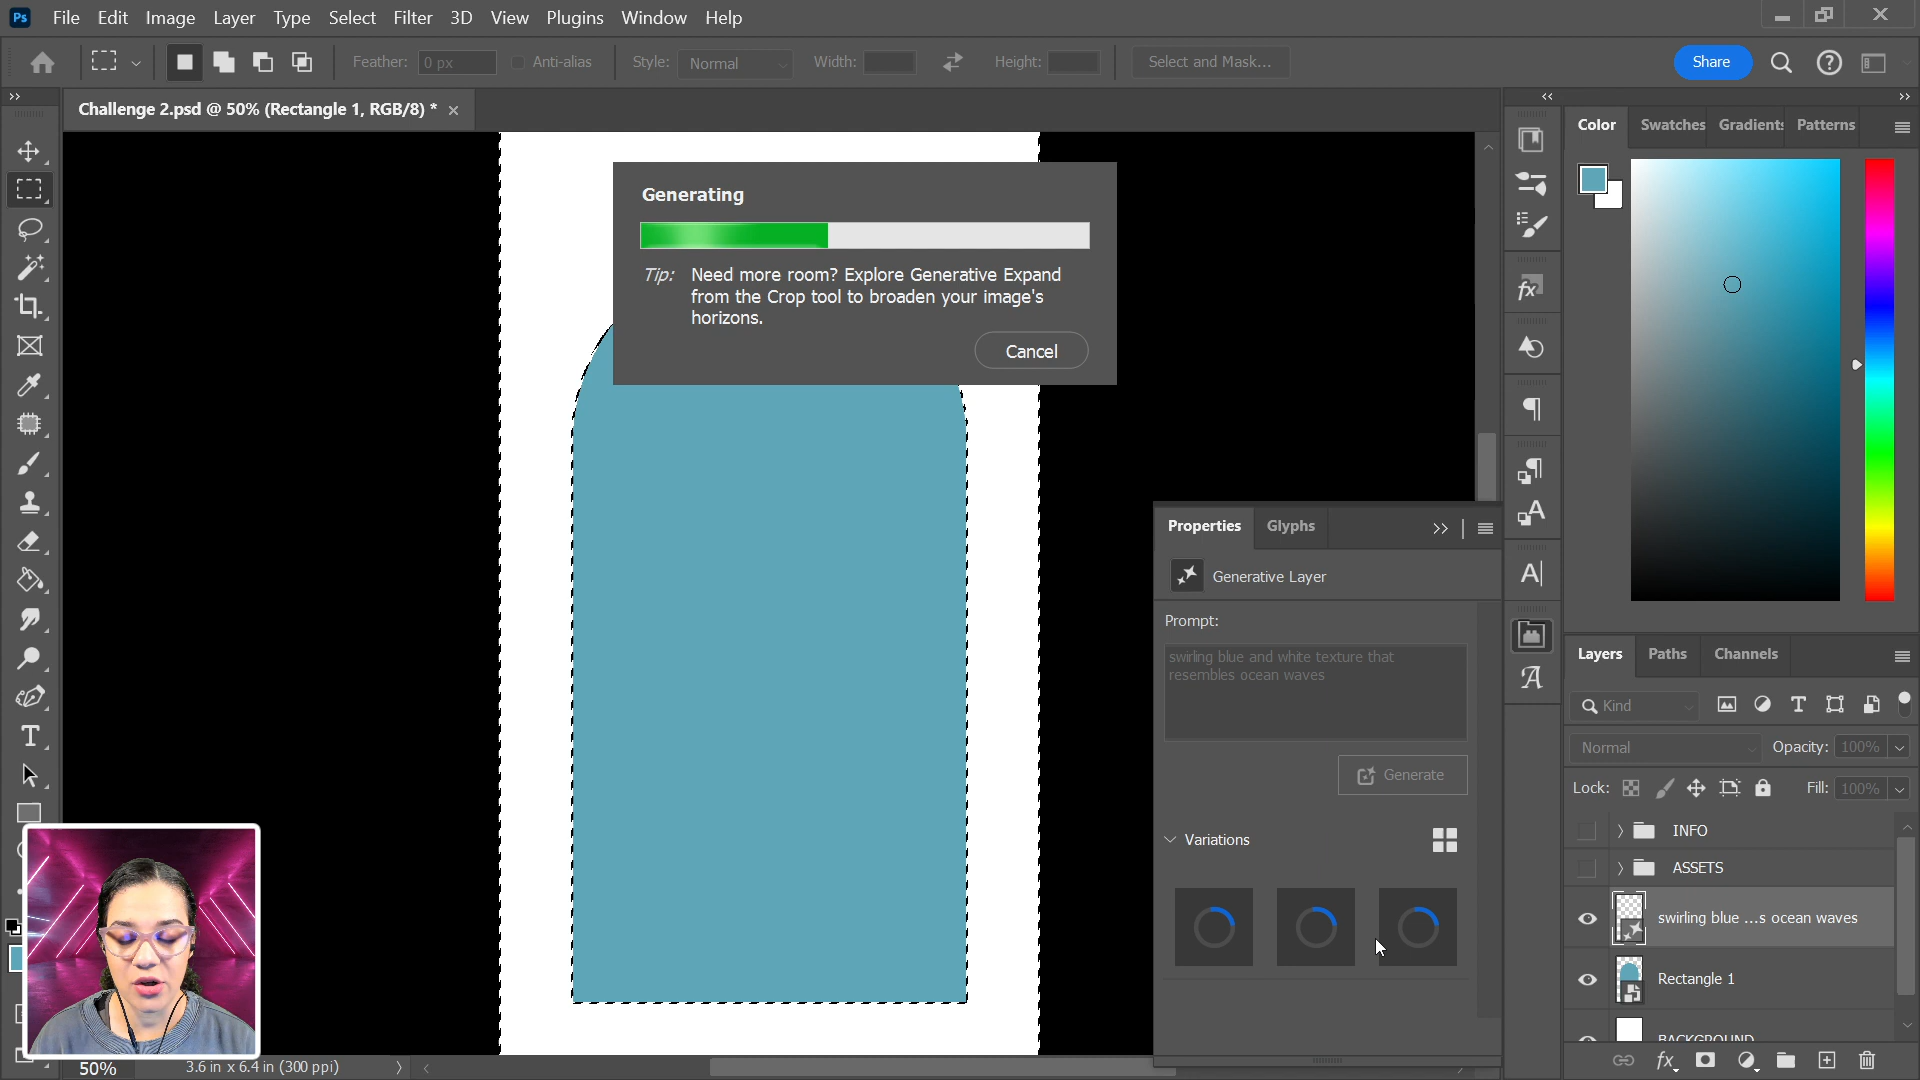 Ps File Edit Image Layer Type Select Filter 3D View Plugins Window Help
Feather: 0 px Anti-alias Style: Normal Width: Height: Select and Mask... Share
Challenge 2.psd @ 50% (Rectangle 1, RGB/8) *
Color Swatches Gradients Patterns
Generating
Tip: Need more room? Explore Generative Expand
from the Crop tool to broaden your image's
horizons.
Cancel
Properties Glyphs
Generative Layer
Prompt:
swirling blue and white texture that
resembles ocean waves
Generate
Variations
Layers Paths Channels
Kind
Normal Opacity: 100%
Lock: Fill: 100%
INFO
ASSETS
swirling blue ...s ocean waves
Rectangle 1
BACKGROUND
50% 3.6 in x 6.4 in (300 ppi)